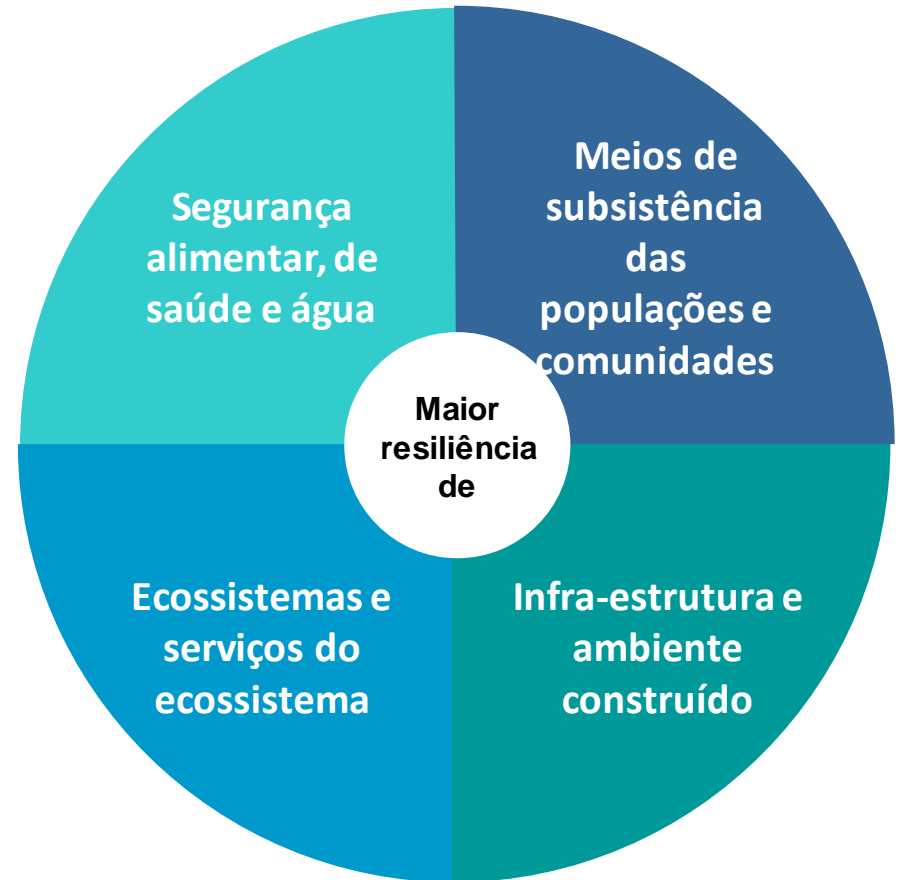 Segurança
alimentar, de
saúde e água
Meios de
subsistência
das
populações e
comunidades
Maior
resiliência
de
Ecossistemas e
serviços do
ecossistema
Infra-estrutura e
ambiente
construído